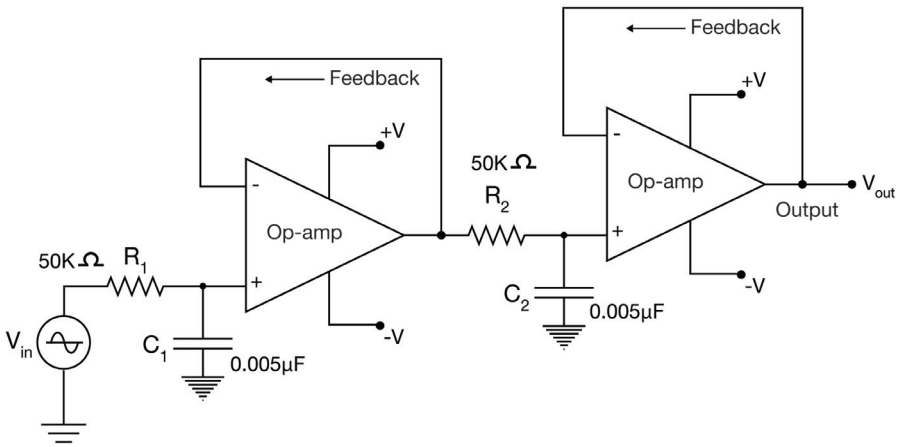 Feedback
+V
-
50KΩ
R2
Op-amp
Vout
Output
+
-V
C2
0.005μF
Feedback
+V
-
Op-amp
50KΩ
R1
+
Vin
C1
0.005μF
-V